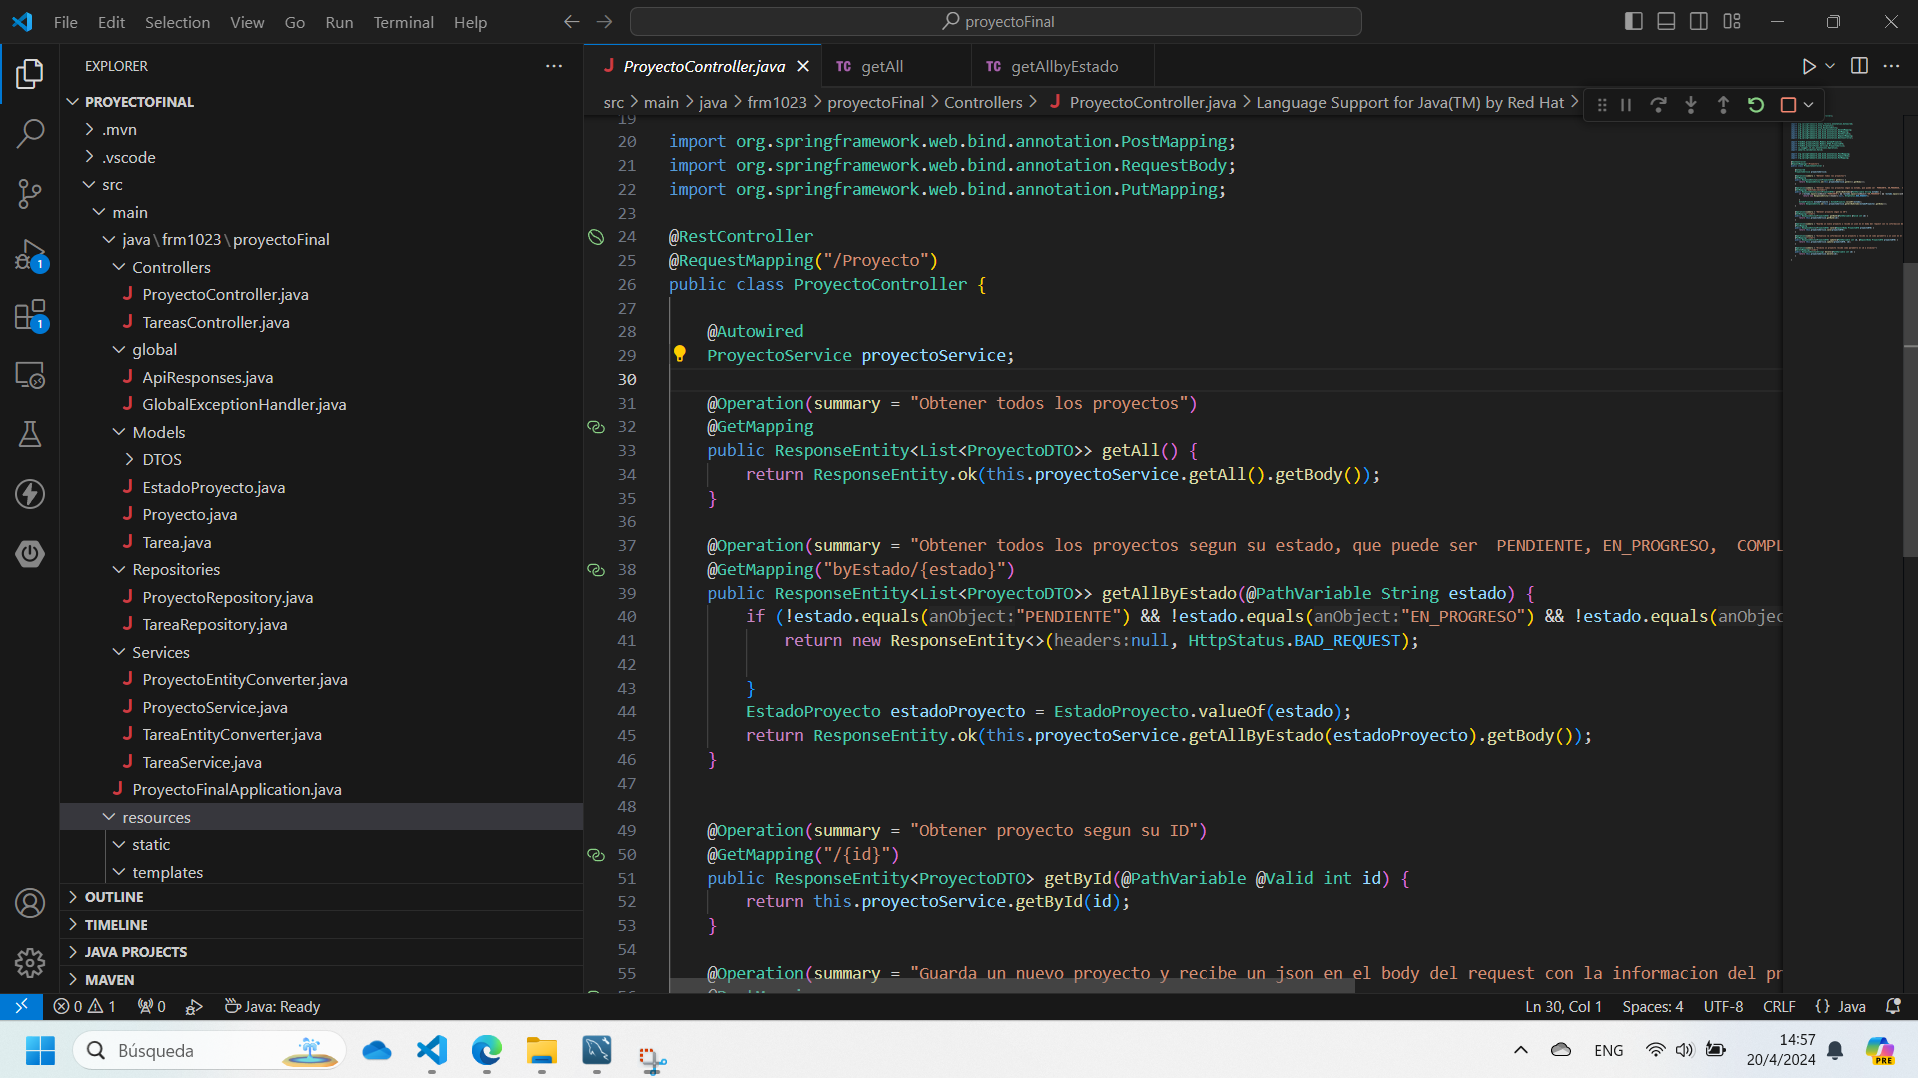 File Edit Selection View Go Run Terminal Help
proyectoFinal
EXPLORER
PROYECTOFINAL
.mvn
.vscode
src
main
java\frm1023\proyectoFinal
Controllers
J ProyectoController.java
J TareasController.java
global
J ApiResponses.java
J GlobalExceptionHandler.java
Models
DTOS
J EstadoProyecto.java
J Proyecto.java
J Tarea.java
Repositories
J ProyectoRepository.java
J TareaRepository.java
Services
J ProyectoEntityConverter.java
J ProyectoService.java
J TareaEntityConverter.java
J TareaService.java
J ProyectoFinalApplication.java
resources
static
templates
OUTLINE
TIMELINE
JAVA PROJECTS
MAVEN
1
1
J ProyectoController.java
TC getAll
TC getAllbyEstado
src > main > java > frm1023 > proyectoFinal > Controllers > J ProyectoController.java > Language Support for Java(TM) by Red Hat >
19
20 import org.springframework.web.bind.annotation.PostMapping;
21 import org.springframework.web.bind.annotation.RequestBody;
22 import org.springframework.web.bind.annotation.PutMapping;
23
24 @RestController
25 @RequestMapping("/Proyecto")
26 public class ProyectoController {
27
28 @Autowired
29 ProyectoService proyectoService;
30
31 @Operation(summary = "Obtener todos los proyectos")
32 @GetMapping
33 public ResponseEntity<List<ProyectoDTO>> getAll() {
34 return ResponseEntity.ok(this.proyectoService.getAll().getBody());
35 }
36
37 @Operation(summary = "Obtener todos los proyectos segun su estado, que puede ser  PENDIENTE, EN_PROGRESO,  COMPL
38 @GetMapping("byEstado/{estado}")
39 public ResponseEntity<List<ProyectoDTO>> getAllByEstado(@PathVariable String estado) {
40 if (!estado.equals(anObject:"PENDIENTE") && !estado.equals(anObject:"EN_PROGRESO") && !estado.equals(anObjec
41 return new ResponseEntity<>(headers:null, HttpStatus.BAD_REQUEST);
42
43 }
44 EstadoProyecto estadoProyecto = EstadoProyecto.valueOf(estado);
45 return ResponseEntity.ok(this.proyectoService.getAllByEstado(estadoProyecto).getBody());
46 }
47
48
49 @Operation(summary = "Obtener proyecto segun su ID")
50 @GetMapping("/{id}")
51 public ResponseEntity<ProyectoDTO> getById(@PathVariable @Valid int id) {
52 return this.proyectoService.getById(id);
53 }
54
55 @Operation(summary = "Guarda un nuevo proyecto y recibe un json en el body del request con la informacion del pr
0 1 0 Java: Ready
Ln 30, Col 1 Spaces: 4 UTF-8 CRLF {} Java
Búsqueda
ENG
14:57
20/4/2024
PRE